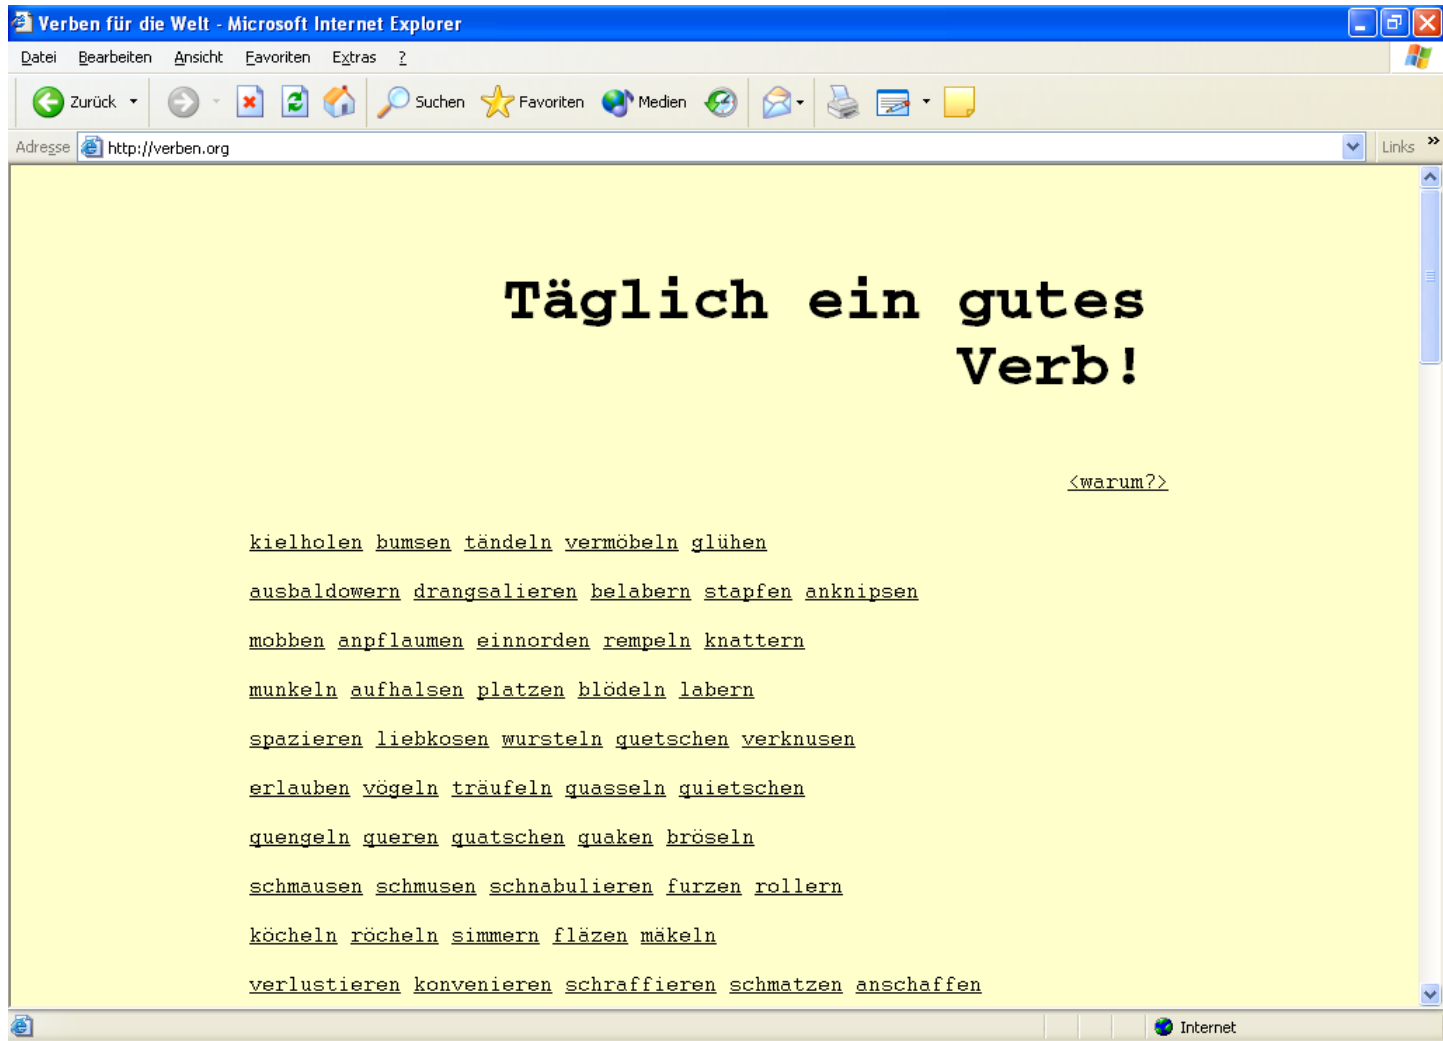 Verben für die Welt - Microsoft Internet Explorer
Datei Bearbeiten Ansicht Favoriten Extras ?
Zurück Suchen Favoriten Medien
Adresse http://verben.org Links »
Täglich ein gutes
Verb!
<warum?>
kielholen bumsen tändeln vermöbeln glühen
ausbaldowern drangsalieren belabern stapfen anknipsen
mobben anpflaumen einnorden rempeln knattern
munkeln aufhalsen platzen blödeln labern
spazieren liebkosen wursteln quetschen verknusen
erlauben vögeln träufeln quasseln quietschen
quengeln queren quatschen quaken bröseln
schmausen schmusen schnabulieren furzen rollern
köcheln röcheln simmern fläzen mäkeln
verlustieren konvenieren schraffieren schmatzen anschaffen
Internet